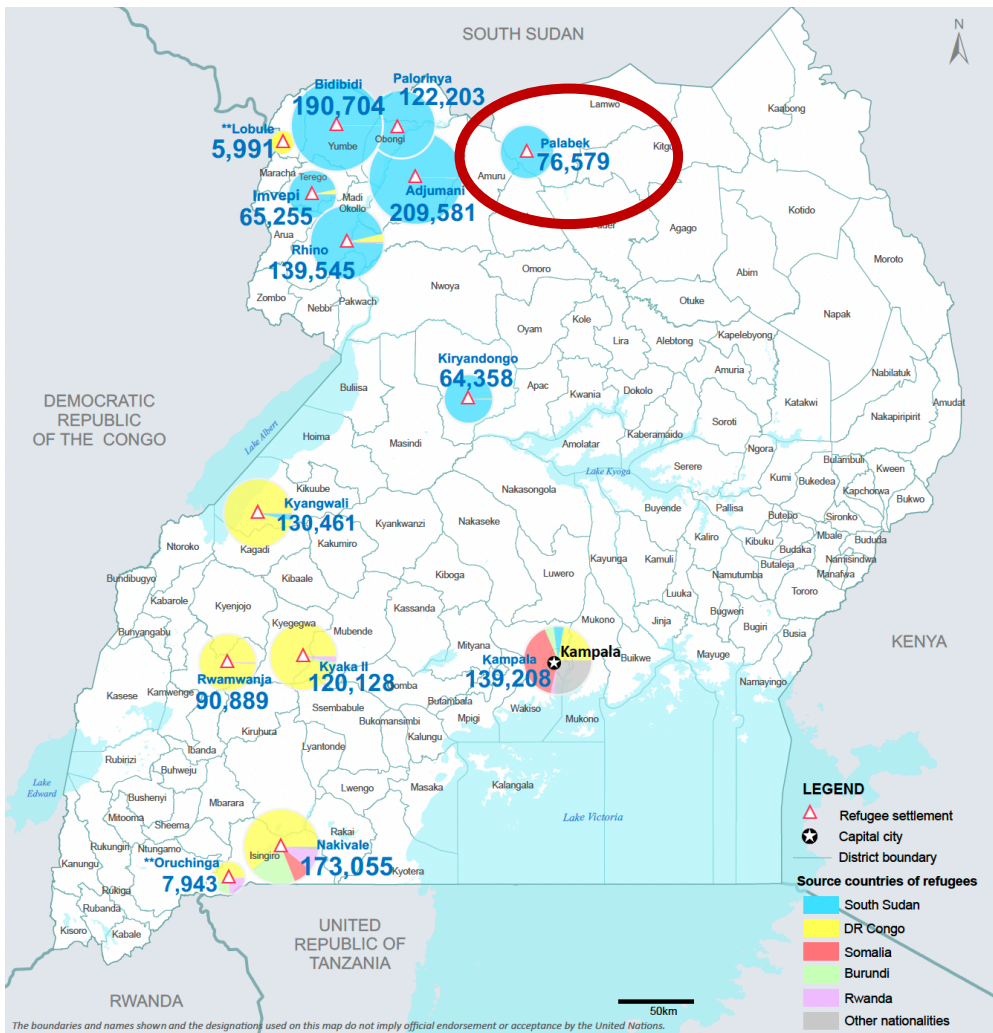 SOUTH SUDAN
N
Bidibidi
190,704
Palorinya
122,203
Lamwo
Kaabong
**Lobule
5,991
Yumbe
Obongi
Palabek
76,579
Kitgu
Maracha
Terego
Amuru
Imvepi
65,255
Madi
Okollo
Adjumani
209,581
Kotido
Arua
Rhino
139,545
Agago
Moroto
Zombo
Nebbi
Pakwach
Nwoya
Omoro
Abim
Otuke
Napak
Oyam
Kole
Lira
Alebtong
Kapelebyong
Kiryandongo
64,358
Buliisa
Apac
Kwania
Dokolo
Amuria
Nabilatuk
Katakwi
Amudat
Nakapiripirit
DEMOCRATIC
REPUBLIC
OF THE CONGO
Lake Albert
Hoima
Masindi
Amolatar
Kaberamaido
Soroti
Ngora
Lake Kyoga
Serere
Kumi
Bulambuli
Bukedea
Kween
Kapchorwa
Bukwo
Kikuube
Kyangwali
130,461
Nakasongola
Buyende
Pallisa
Butebo
Sironko
Kyankwanzi
Nakaseke
Kaliro
Kibuku
Mbale
Bududa
Ntoroko
Kagadi
Kakumiro
Budaka
Namisindwa
Butaleja
Manafwa
Bundibugyo
Kibaale
Kiboga
Luwero
Kayunga
Kamuli
Namutumba
Tororo
Kabarole
Kyenjojo
Kassanda
Luuka
Bugweri
Bunyangabu
Kyegegwa
Mubende
Mukono
Jinja
Bugiri
Busia
Mityana
Kampala
139,208
Kampala
Buikwe
Mayuge
KENYA
Rwamwanja
90,889
Kyaka II
120,128
Namayingo
Kasese
Kamwenge
Butambala
Wakiso
Ssembabule
Bukomansimbi
Mpigi
Mukono
Kiruhura
Kalungu
Ibanda
Lyantonde
Rubirizi
Buhweju
Lake
Edward
Lwengo
Masaka
Kalangala
Bushenyi
Mbarara
Lake Victoria
Mitooma
Sheema
Rakai
Isingiro
Nakivale
173,055
Rukungiri
Ntungamo
Kanungu
**Oruchinga
7,943
Kyotera
Rukiga
Rubanda
Kisoro
Kabale
UNITED
REPUBLIC OF
TANZANIA
RWANDA
LEGEND
Refugee settlement
Capital city
District boundary
Source countries of refugees
South Sudan
DR Congo
Somalia
Burundi
Rwanda
Other nationalities
50km
The boundaries and names shown and the designations used on this map do not imply official endorsement or acceptance by the United Nations.